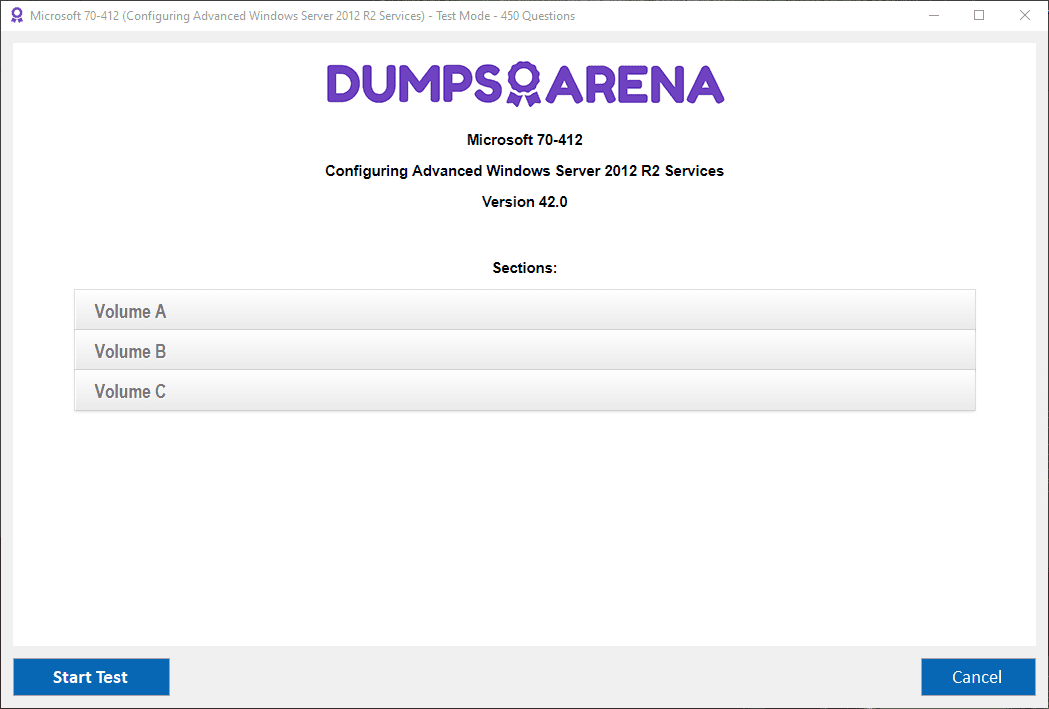 Microsoft 70-412 (Configuring Advanced Windows Server 2012 R2 Services) - Test Mode - 450 Questions
DUMPS ARENA
Microsoft 70-412
Configuring Advanced Windows Server 2012 R2 Services
Version 42.0
Sections:
Volume A
Volume B
Volume C
Start Test
Cancel